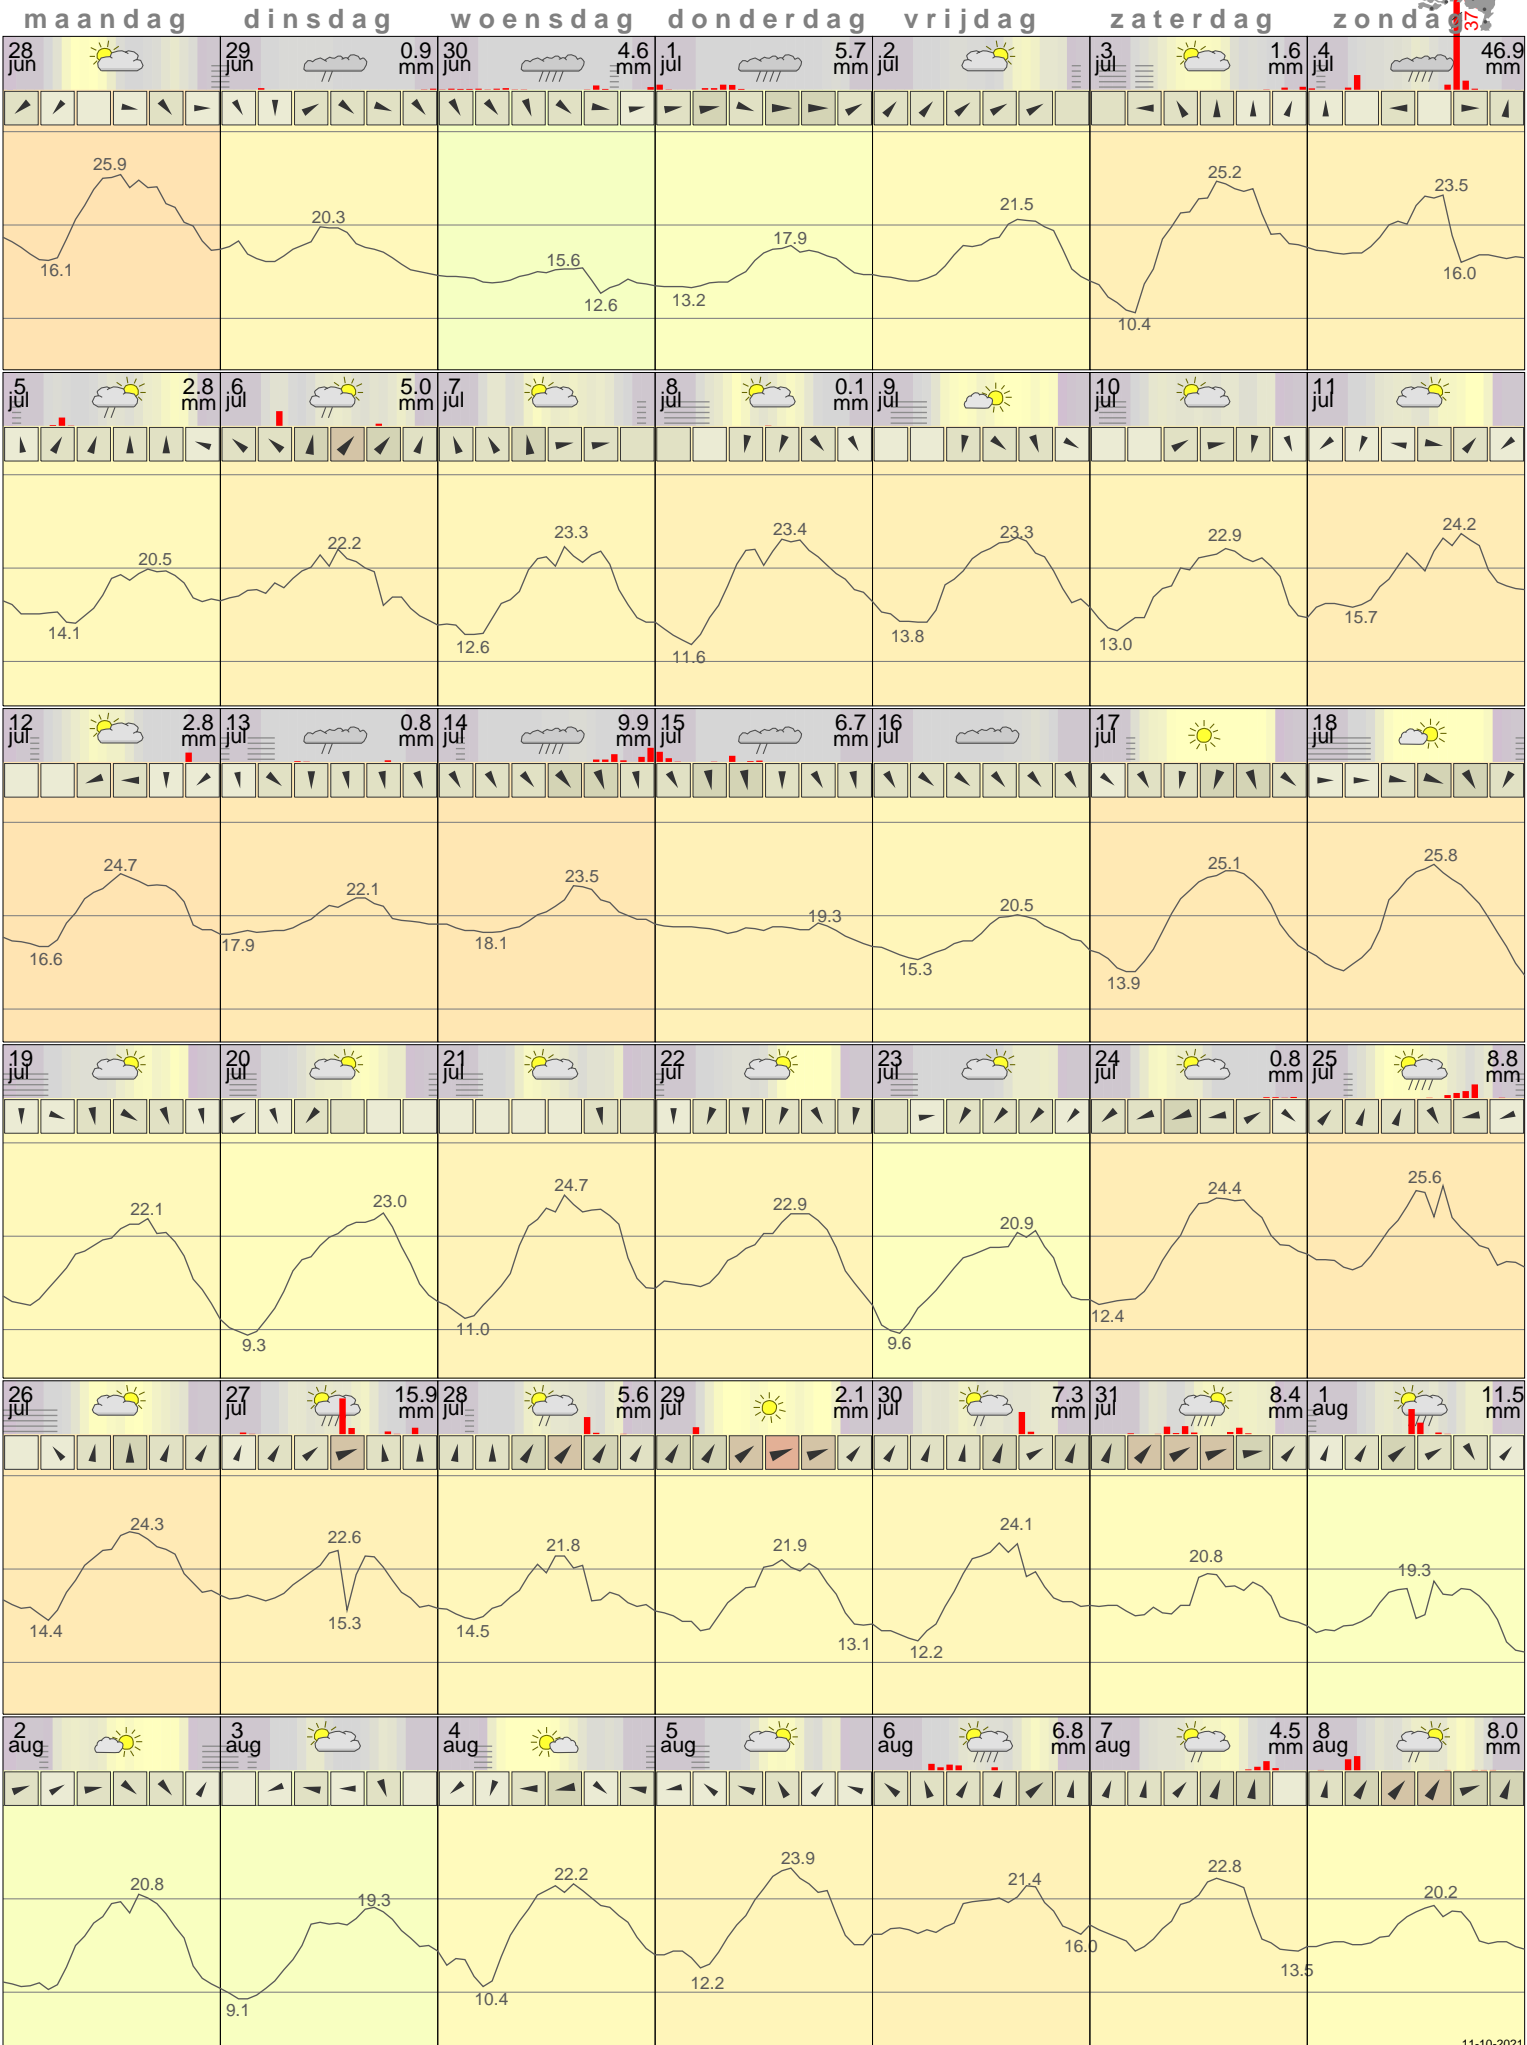 maandag dinsdag woensdag donderdag vrijdag zaterdag zondag
37
28 jun 29 jun 0.9 mm 30 jun 4.6 mm 1 jul 5.7 mm 2 jul 3 jul 1.6 mm 4 jul 46.9 mm
25.9 16.1 20.3 15.6 12.6 17.9 13.2 21.5 25.2 10.4 23.5 16.0
5 jul 2.8 mm 6 jul 5.0 mm 7 jul 8 jul 0.1 mm 9 jul 10 jul 11 jul
20.5 14.1 22.2 23.3 12.6 23.4 11.6 23.3 13.8 22.9 13.0 24.2 15.7
12 jul 2.8 mm 13 jul 0.8 mm 14 jul 9.9 mm 15 jul 6.7 mm 16 jul 17 jul 18 jul
24.7 16.6 22.1 17.9 23.5 18.1 19.3 20.5 15.3 25.1 13.9 25.8
19 jul 20 jul 21 jul 22 jul 23 jul 24 jul 0.8 mm 25 jul 8.8 mm
22.1 23.0 9.3 24.7 11.0 22.9 20.9 9.6 24.4 12.4 25.6
26 jul 27 jul 15.9 mm 28 jul 5.6 mm 29 jul 2.1 mm 30 jul 7.3 mm 31 jul 8.4 mm 1 aug 11.5 mm
24.3 14.4 22.6 15.3 21.8 14.5 21.9 13.1 24.1 12.2 20.8 19.3
2 aug 3 aug 4 aug 5 aug 6 aug 6.8 mm 7 aug 4.5 mm 8 aug 8.0 mm
20.8 19.3 9.1 22.2 10.4 23.9 12.2 21.4 16.0 22.8 13.5 20.2
11-10-2021